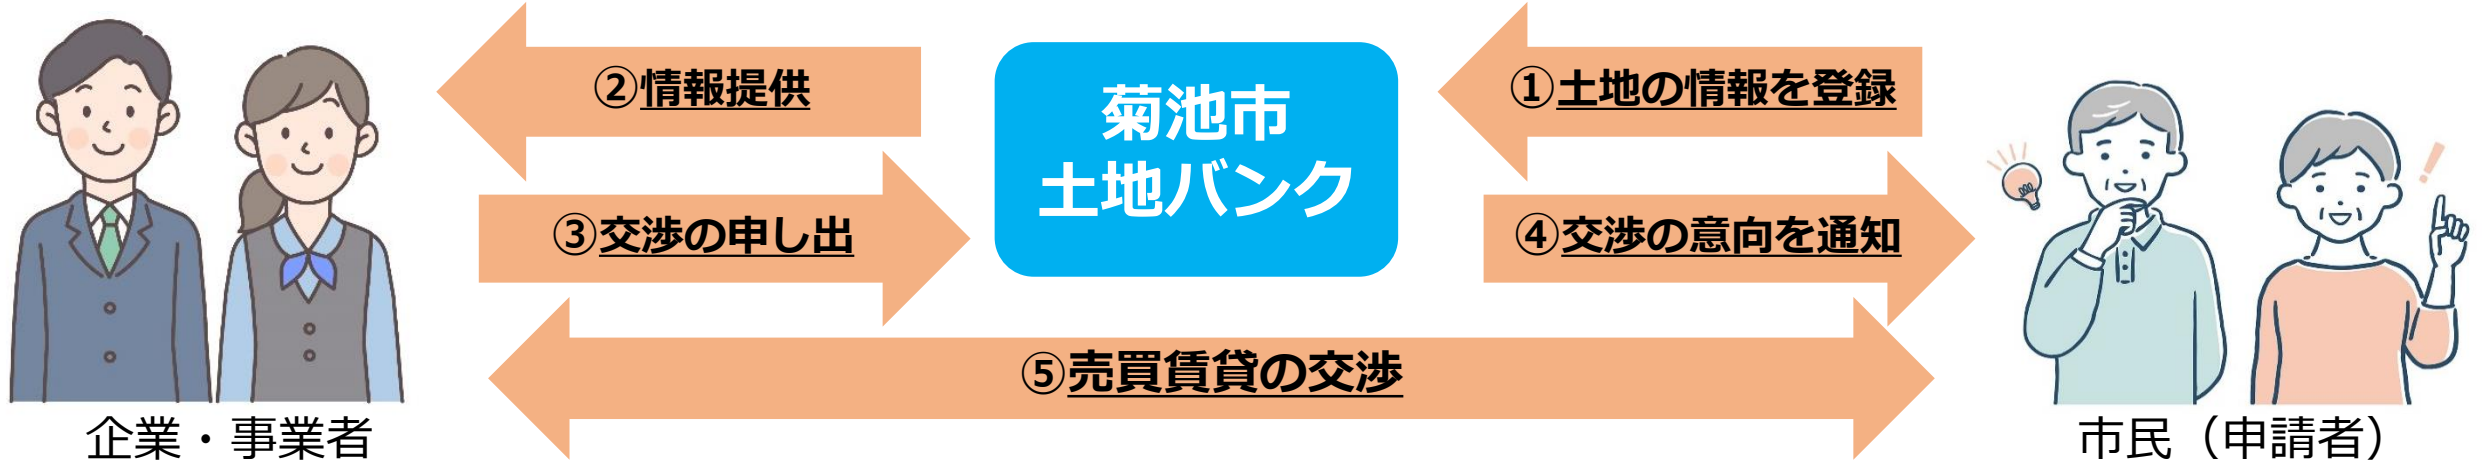 ②情報提供
菊池市
土地バンク
①土地の情報を登録
③交渉の申し出
④交渉の意向を通知
⑤売買賃貸の交渉
企業・事業者
市民（申請者）